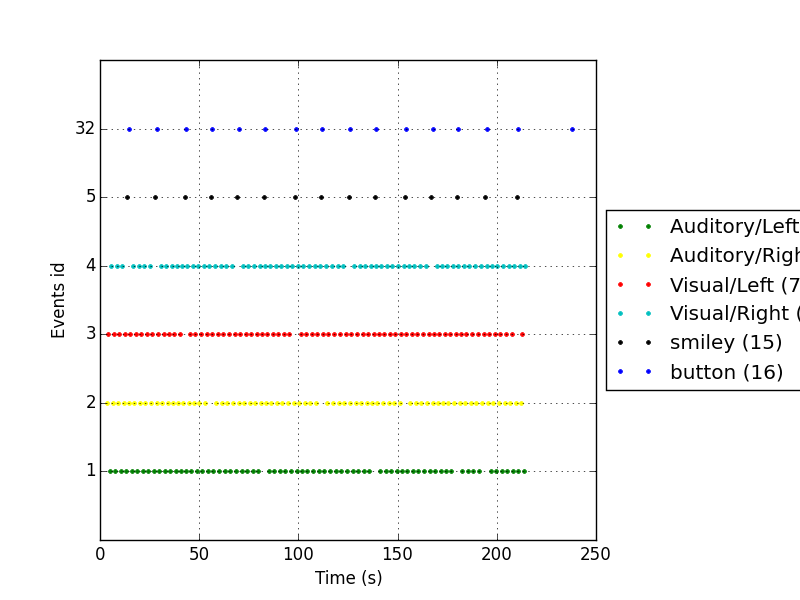 32
5
4
3
2
1
Events id
0 50 100 150 200 250
Time (s)
Auditory/Left
Auditory/Righ
Visual/Left (7
Visual/Right (
smiley (15)
button (16)